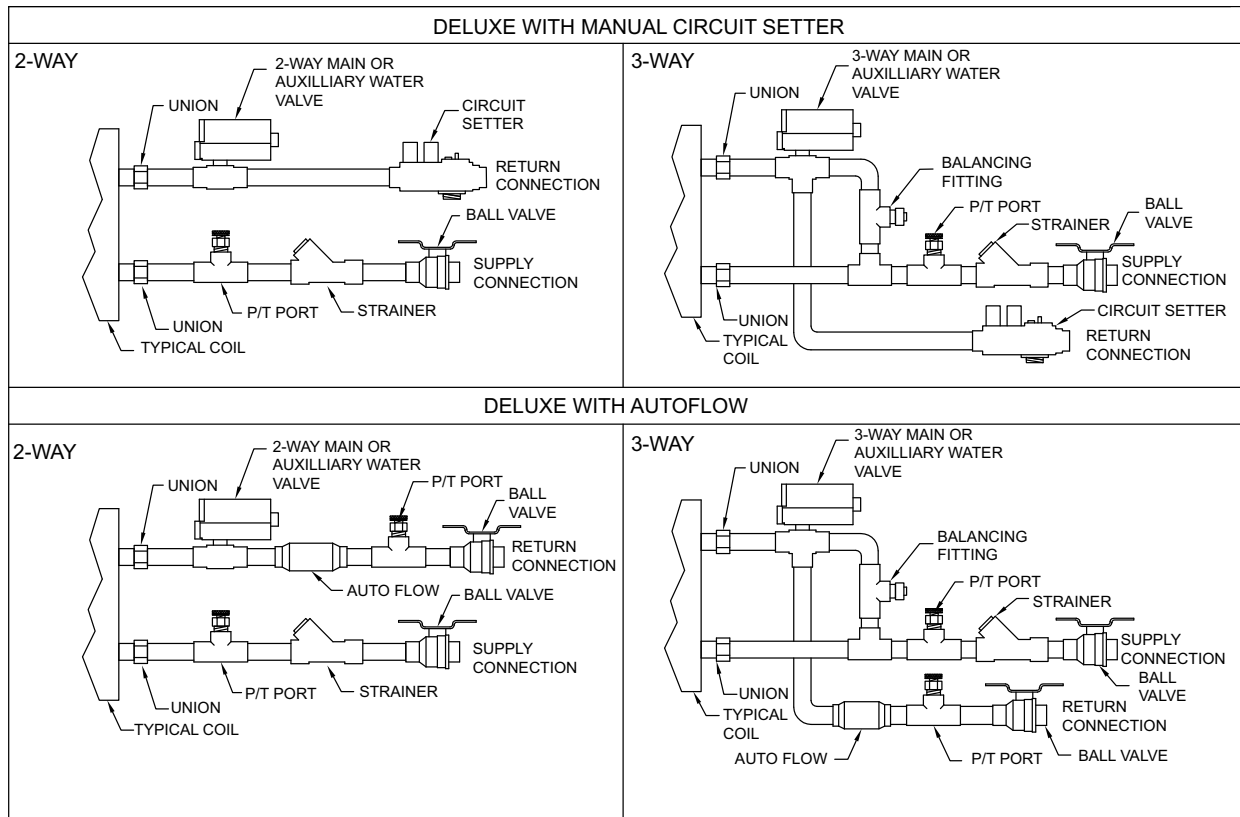 DELUXE WITH MANUAL CIRCUIT SETTER
2-WAY
2-WAY MAIN OR
AUXILLIARY WATER
VALVE
UNION
CIRCUIT
SETTER
RETURN
CONNECTION
BALL VALVE
SUPPLY
CONNECTION
P/T PORT
STRAINER
UNION
TYPICAL COIL
3-WAY
3-WAY MAIN OR
AUXILLIARY WATER
VALVE
UNION
BALANCING
FITTING
P/T PORT
STRAINER
BALL
VALVE
SUPPLY
CONNECTION
UNION
TYPICAL
COIL
CIRCUIT SETTER
RETURN
CONNECTION
DELUXE WITH AUTOFLOW
2-WAY
2-WAY MAIN OR
AUXILLIARY WATER
VALVE
UNION
P/T PORT
BALL
VALVE
RETURN
CONNECTION
AUTO FLOW
BALL VALVE
SUPPLY
CONNECTION
P/T PORT
STRAINER
UNION
TYPICAL COIL
3-WAY
3-WAY MAIN OR
AUXILLIARY WATER
VALVE
UNION
BALANCING
FITTING
P/T PORT
STRAINER
BALL
VALVE
SUPPLY
CONNECTION
BALL
VALVE
UNION
TYPICAL
COIL
RETURN
CONNECTION
AUTO FLOW
P/T PORT
BALL VALVE